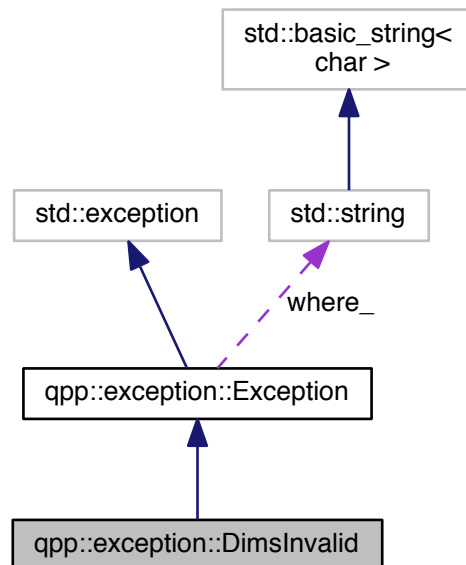 std::basic_string<
char >
std::exception
std::string
where_
qpp::exception::Exception
qpp::exception::DimsInvalid